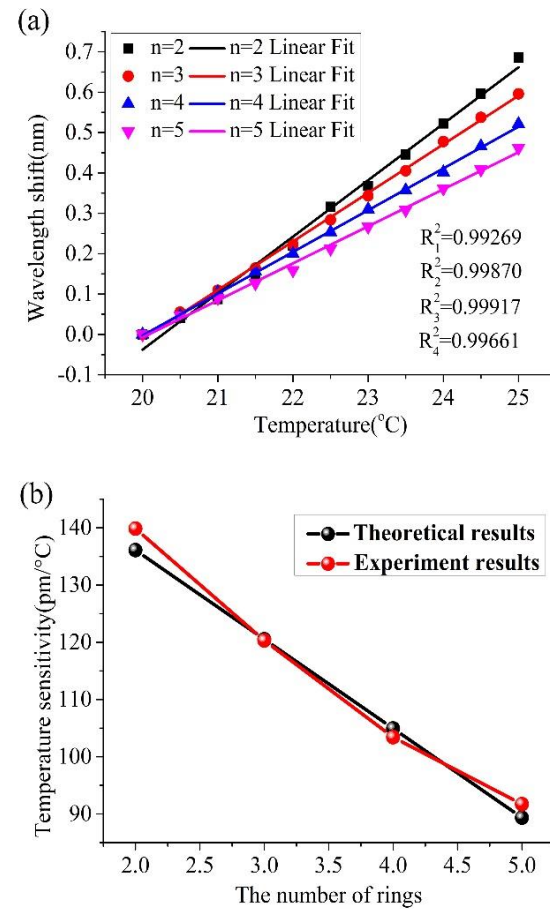 (a)
n=2 n=2 Linear Fit
n=3 n=3 Linear Fit
n=4 n=4 Linear Fit
n=5 n=5 Linear Fit
Wavelength shift(nm)
0.7
0.6
0.5
0.4
0.3
0.2
0.1
0.0
-0.1
R₁²=0.99269
R₂²=0.99870
R₃²=0.99917
R₄²=0.99661
20 21 22 23 24 25
Temperature(°C)
(b)
Theoretical results
Experiment results
Temperature sensitivity(pm/°C)
140
130
120
110
100
90
2.0 2.5 3.0 3.5 4.0 4.5 5.0
The number of rings